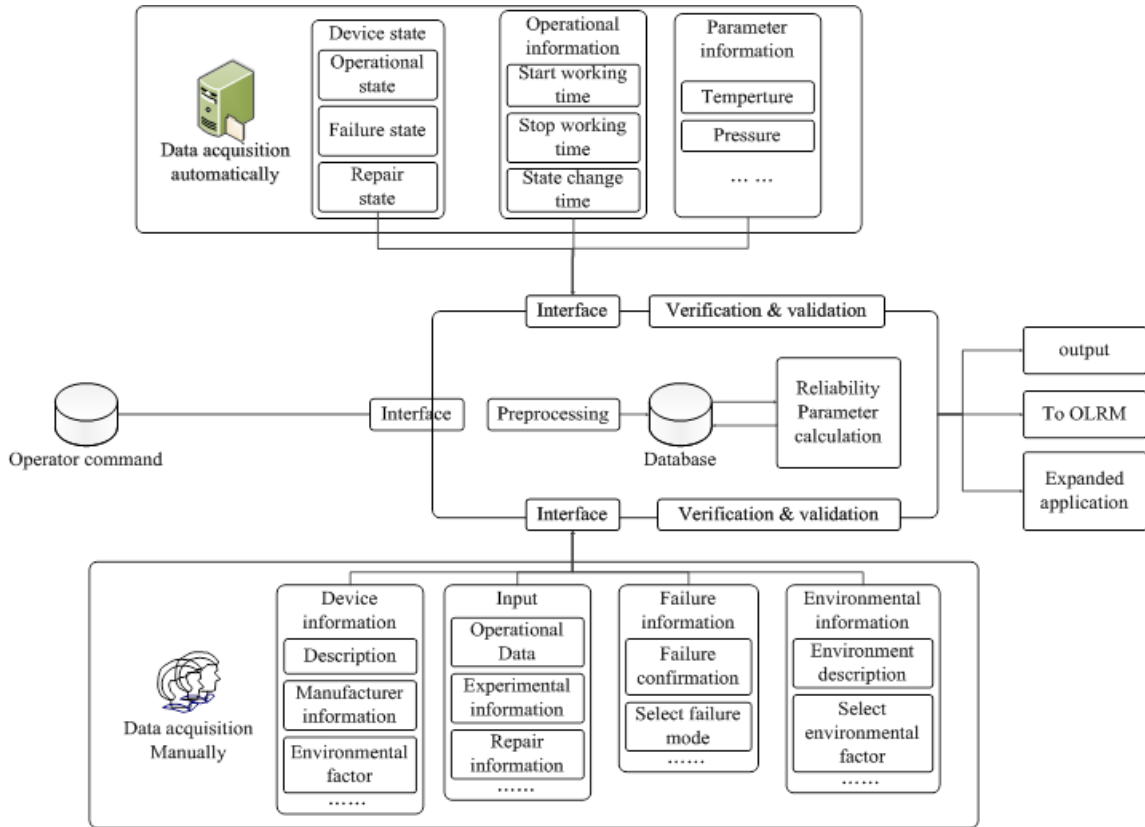 Device state
Operational
state
Failure state
Repair
state
Data acquisition
automatically
Operational
information
Start working
time
Stop working
time
State change
time
Parameter
information
Temperture
Pressure
... ...
Interface
Verification & validation
Operator command
Interface
Preprocessing
Database
Reliability
Parameter
calculation
output
To OLRM
Expanded
application
Interface
Verification & validation
Data acquisition
Manually
Device
information
Description
Manufacturer
information
Environmental
factor
......
Input
Operational
Data
Experimental
information
Repair
information
......
Failure
information
Failure
confirmation
Select failure
mode
......
Environmental
information
Environment
description
Select
environmental
factor
......